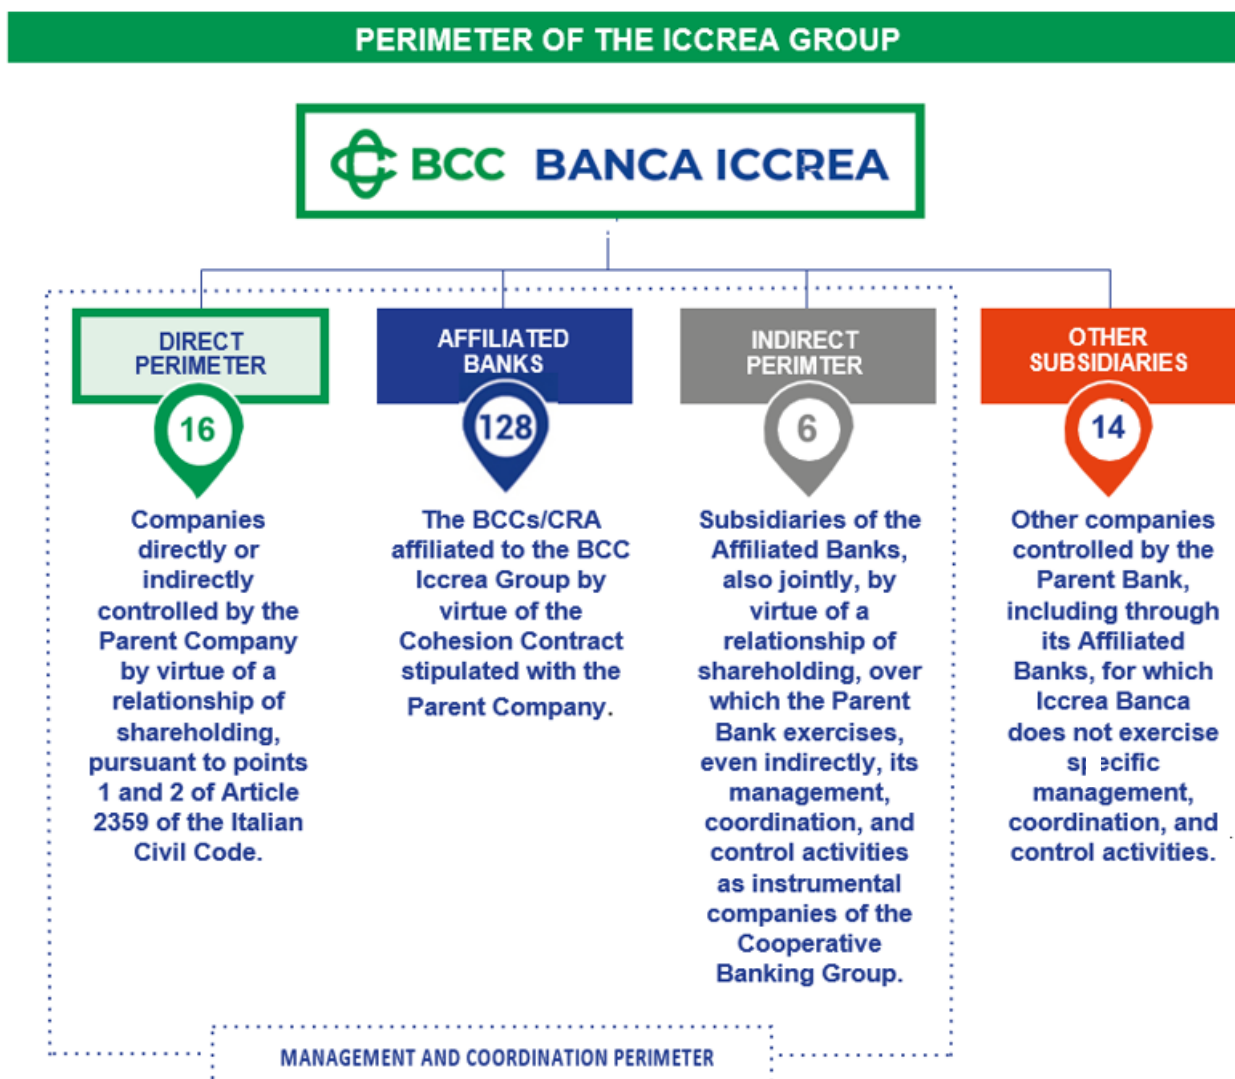 PERIMETER OF THE ICCREA GROUP
BCC BANCA ICCREA
DIRECT
PERIMETER
16
Companies
directly or
indirectly
controlled by the
Parent Company
by virtue of a
relationship of
shareholding,
pursuant to points
1 and 2 of Article
2359 of the Italian
Civil Code.
AFFILIATED
BANKS
128
The BCCs/CRA
affiliated to the BCC
Iccrea Group by
virtue of the
Cohesion Contract
stipulated with the
Parent Company.
INDIRECT
PERIMTER
6
Subsidiaries of the
Affiliated Banks,
also jointly, by
virtue of a
relationship of
shareholding, over
which the Parent
Bank exercises,
even indirectly, its
management,
coordination, and
control activities
as instrumental
companies of the
Cooperative
Banking Group.
OTHER
SUBSIDIARIES
14
Other companies
controlled by the
Parent Bank,
including through
its Affiliated
Banks, for which
Iccrea Banca
does not exercise
specific
management,
coordination, and
control activities.
MANAGEMENT AND COORDINATION PERIMETER